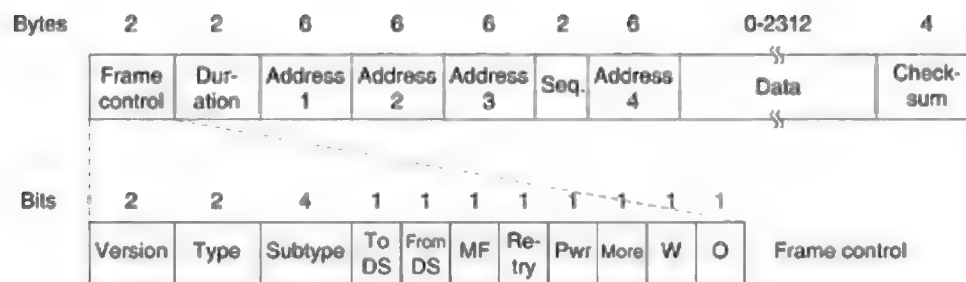 Bytes 2 2 6 6 6 2 6 0-2312 4
Frame control Dur-ation Address 1 Address 2 Address 3 Seq. Address 4 Data Check-sum
Bits 2 2 4 1 1 1 1 1 1 1 1
Version Type Subtype To DS From DS MF Re-try Pwr More W O Frame control